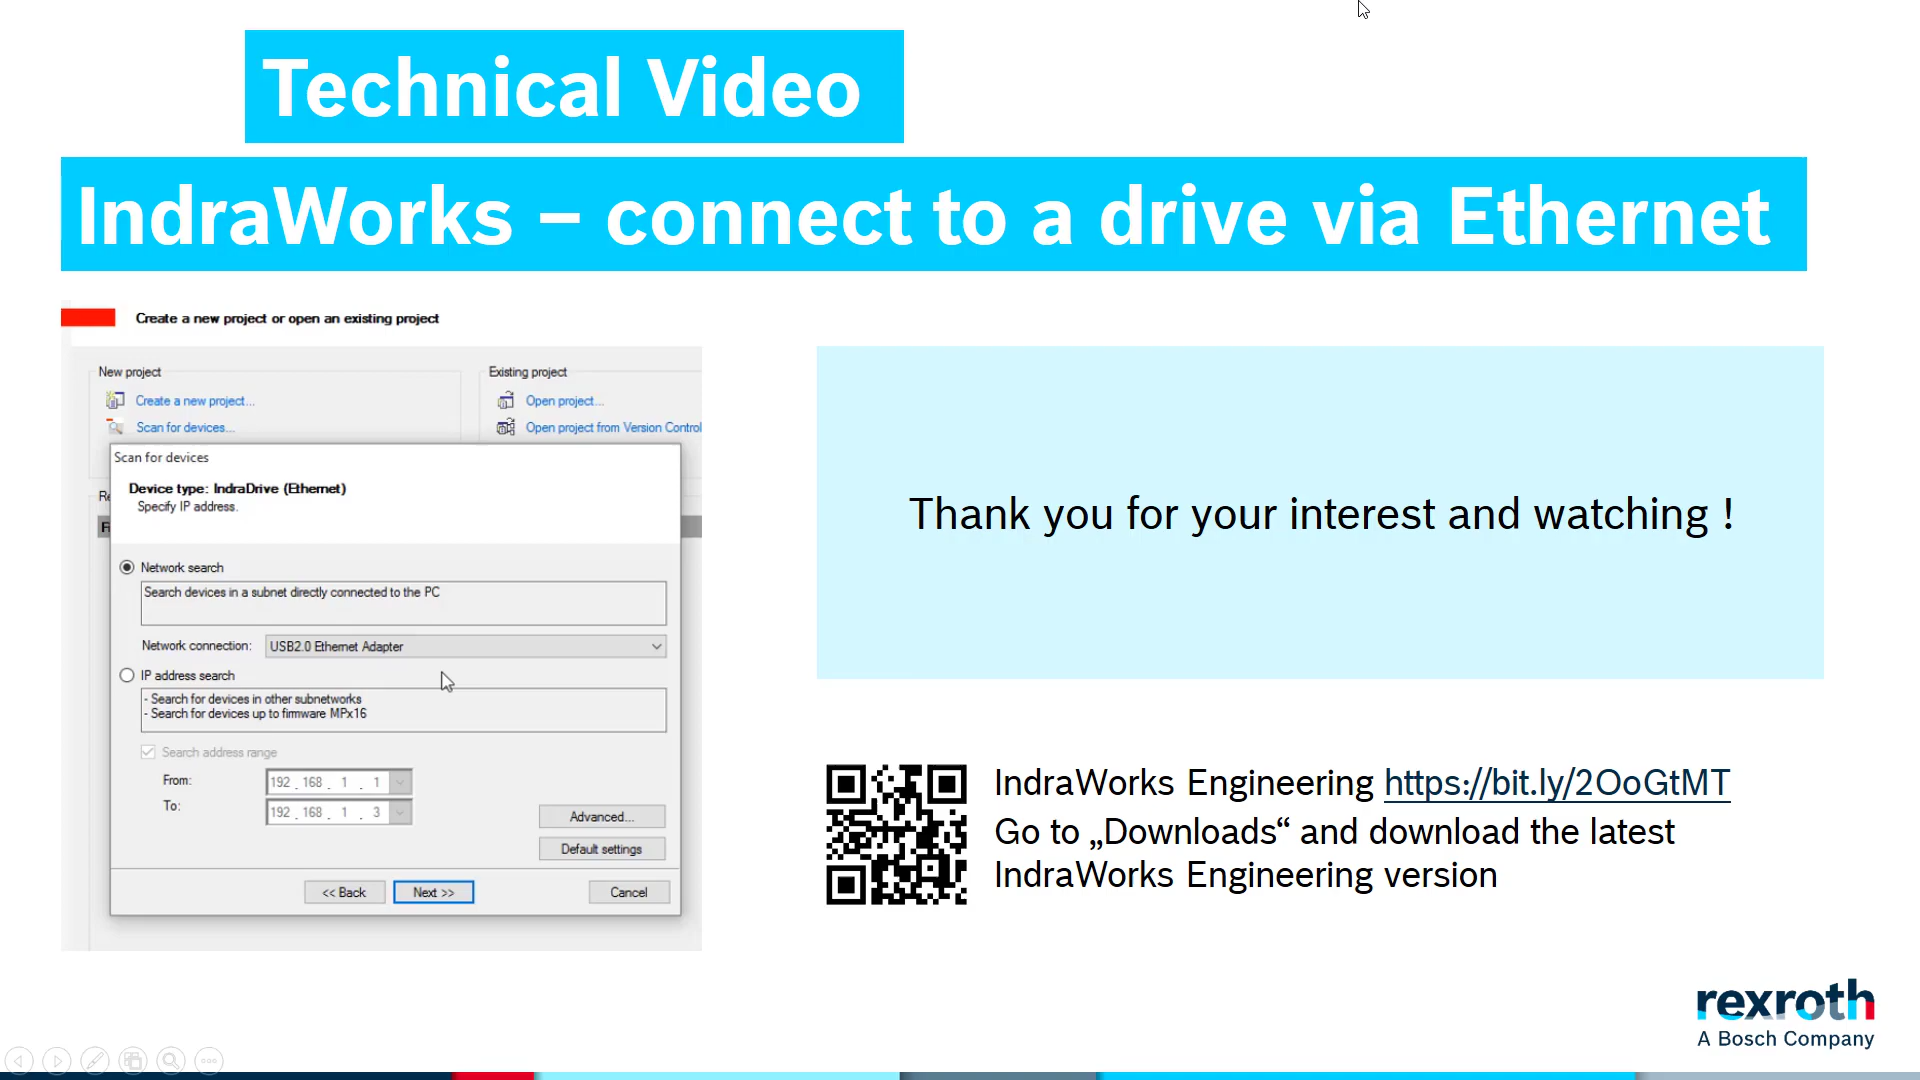 Technical Video
IndraWorks – connect to a drive via Ethernet
Create a new project or open an existing project
New project
Create a new project...
Scan for devices...
Existing project
Open project...
Open project from Version Control
Scan for devices
Device type: IndraDrive (Ethernet)
Specify IP address.
Network search
Search devices in a subnet directly connected to the PC
Network connection: USB2.0 Ethernet Adapter
IP address search
- Search for devices in other subnetworks
- Search for devices up to firmware MPx16
Search address range
From: 192 . 168 . 1 . 1
To: 192 . 168 . 1 . 3
Advanced...
Default settings
<< Back Next >> Cancel
Thank you for your interest and watching !
IndraWorks Engineering https://bit.ly/2OoGtMT
Go to „Downloads“ and download the latest
IndraWorks Engineering version
rexroth
A Bosch Company